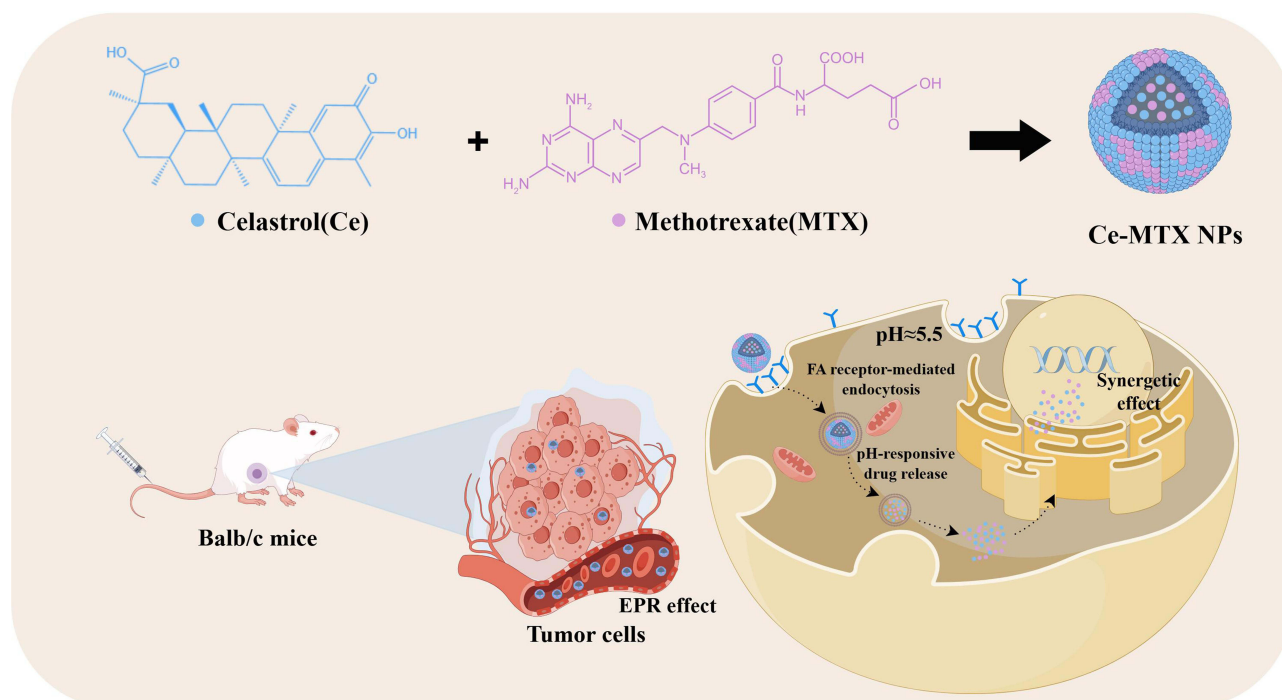 HO
O
O
OH
NH₂
N
N
H₂N
N
N
N
CH₃
O
N
H
COOH
OH
O
+
Celastrol(Ce)
Methotrexate(MTX)
Ce-MTX NPs
Balb/c mice
EPR effect
Tumor cells
pH≈5.5
FA receptor-mediated
endocytosis
pH-responsive
drug release
Synergetic
effect